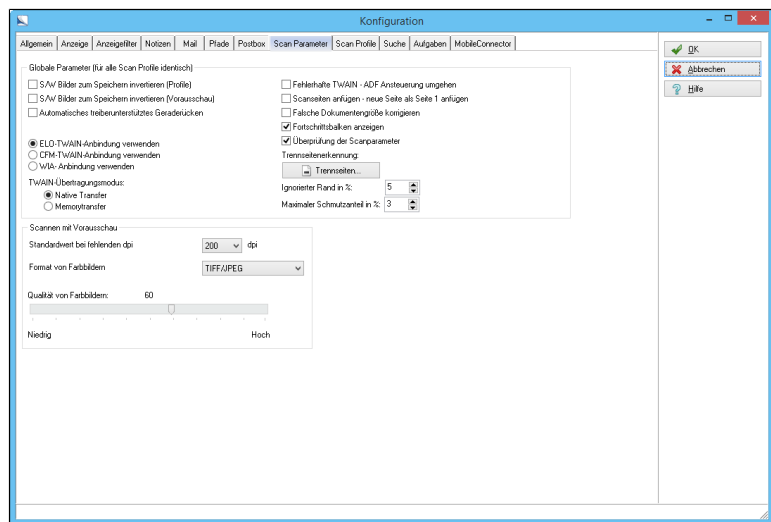 Konfiguration
Allgemein Anzeige Anzeigefilter Notizen Mail Pfade Postbox Scan Parameter Scan Profile Suche Aufgaben MobileConnector
OK
Abbrechen
Hilfe
Globale Parameter (für alle Scan Profile identisch)
S/W Bilder zum Speichern invertieren (Profile)
S/W Bilder zum Speichern invertieren (Vorausschau)
Automatisches treiberunterstütztes Geraderücken
ELO-TWAIN-Anbindung verwenden
CFM-TWAIN-Anbindung verwenden
WIA- Anbindung verwenden
TWAIN-Übertragungsmodus:
Native Transfer
Memorytransfer
Fehlerhafte TWAIN - ADF Ansteuerung umgehen
Scanseiten anfügen - neue Seite als Seite 1 anfügen
Falsche Dokumentengröße korrigieren
Fortschrittsbalken anzeigen
Überprüfung der Scanparameter
Trennseitenerkennung:
Trennseiten...
Ignorierter Rand in %: 5
Maximaler Schmutzanteil in %: 3
Scannen mit Vorausschau
Standardwert bei fehlenden dpi 200 dpi
Format von Farbbildern TIFF/JPEG
Qualität von Farbbildern: 60
Niedrig Hoch